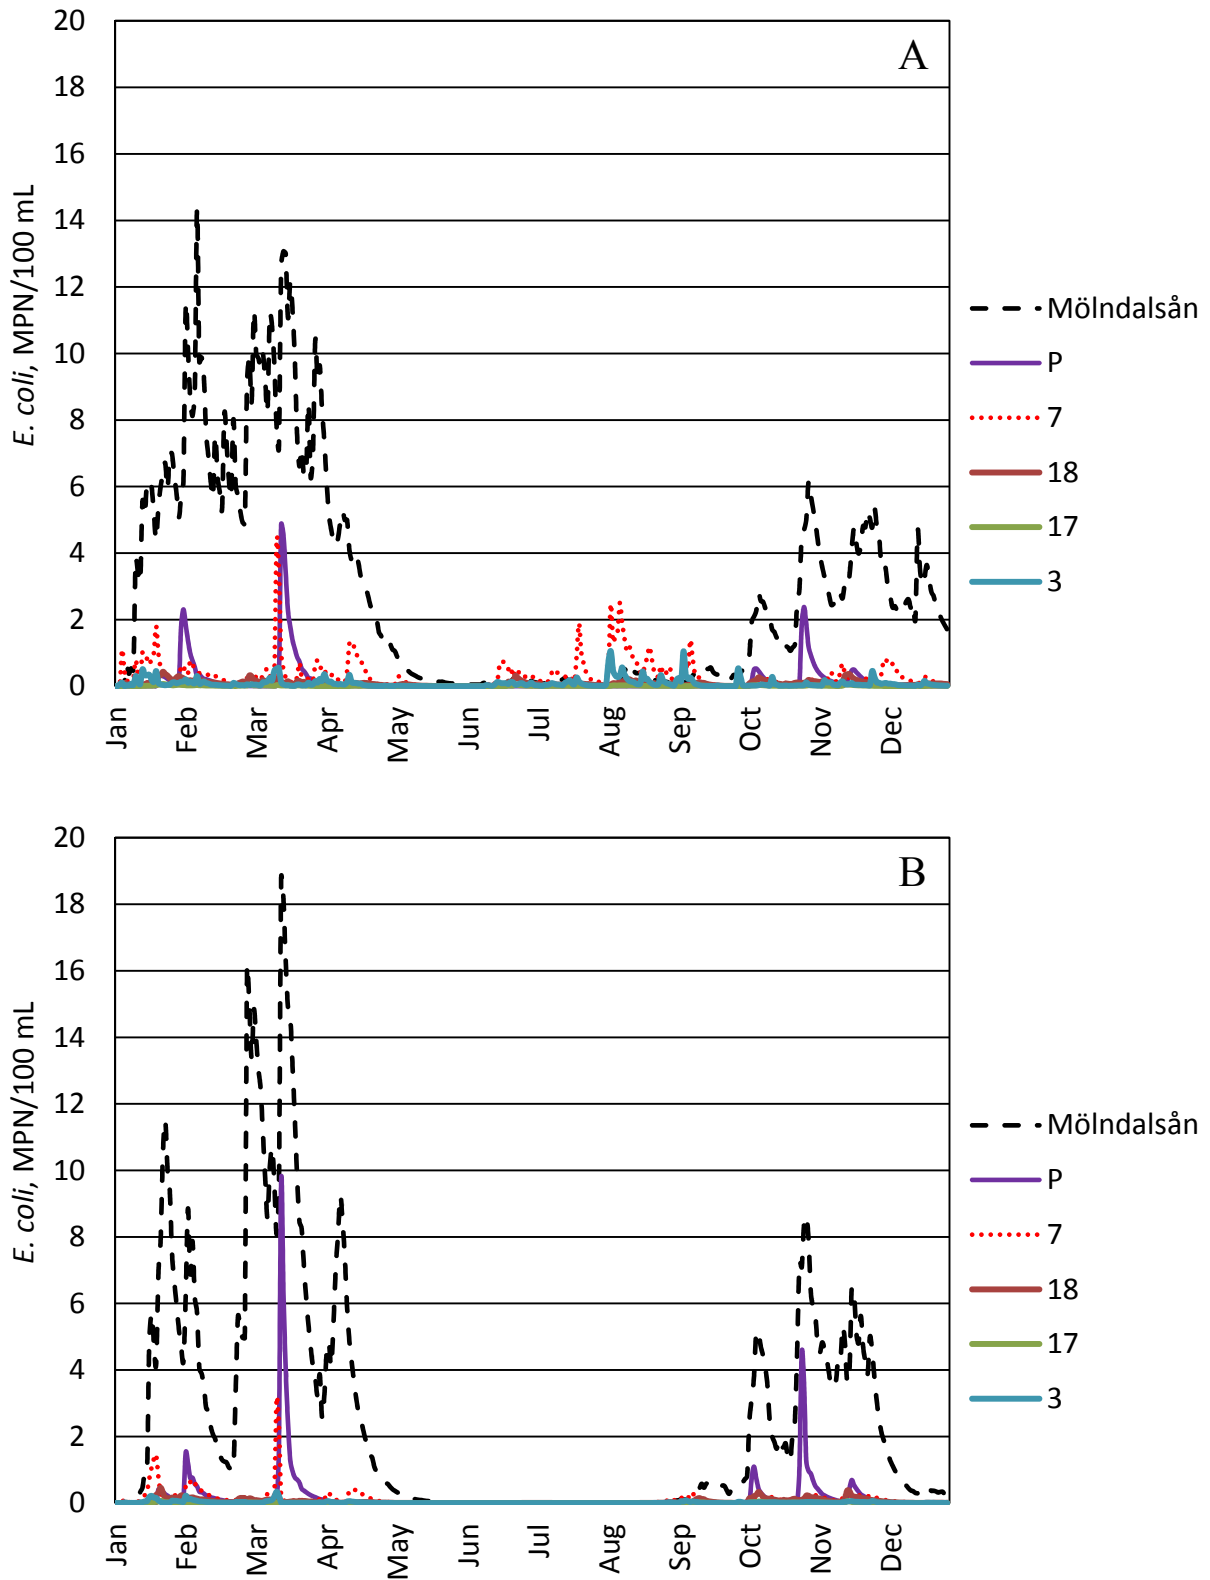 A
E. coli, MPN/100 mL
20
18
16
14
12
10
8
6
4
2
0
Jan
Feb
Mar
Apr
May
Jun
Jul
Aug
Sep
Oct
Nov
Dec
Mölndalsån
P
7
18
17
3
B
E. coli, MPN/100 mL
20
18
16
14
12
10
8
6
4
2
0
Jan
Feb
Mar
Apr
May
Jun
Jul
Aug
Sep
Oct
Nov
Dec
Mölndalsån
P
7
18
17
3